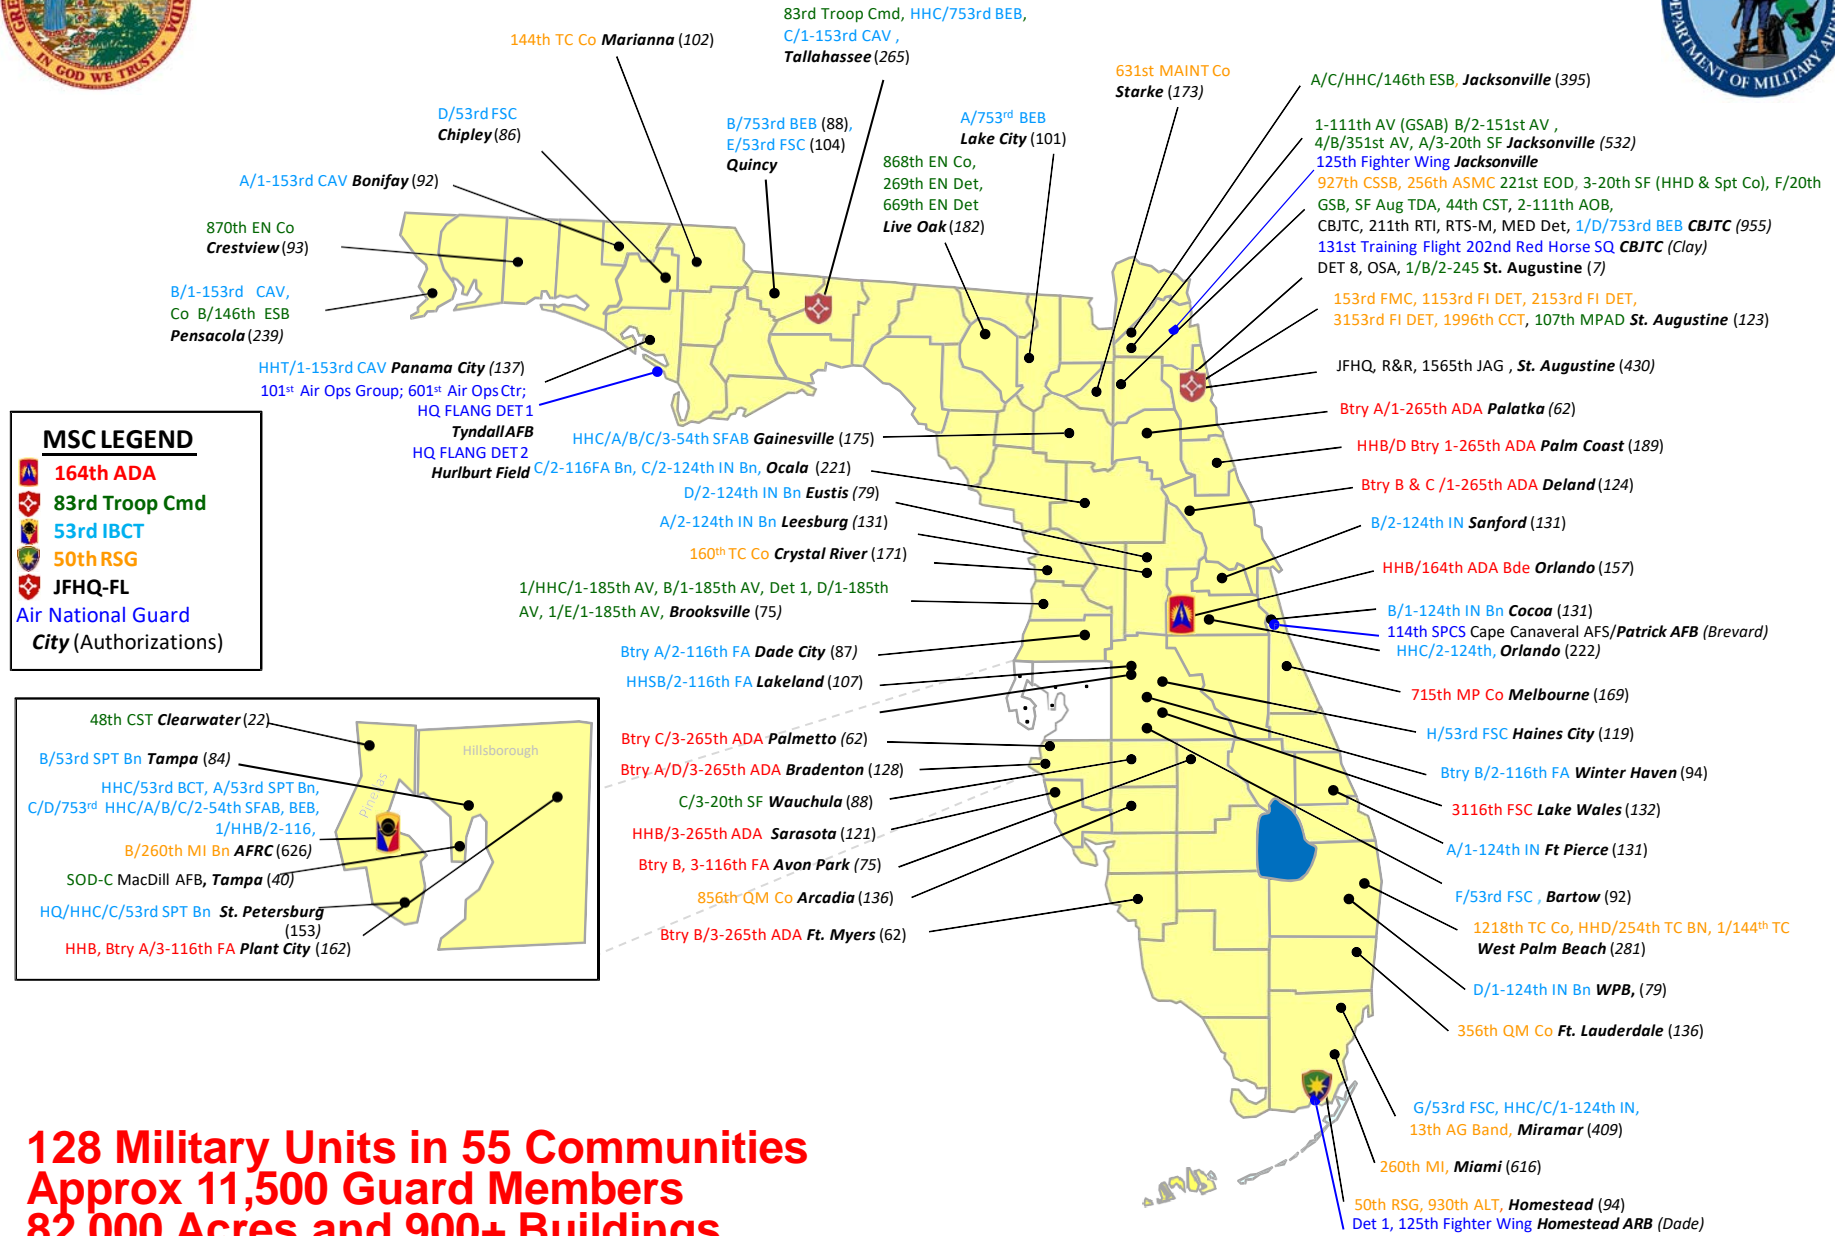 GRE
RIDA
IN GOD WE TRUST
DEPARTMENT OF MILITARY AFF
83rd Troop Cmd, HHC/753rd BEB,
C/1-153rd CAV ,
Tallahassee (265)
144th TC Co Marianna (102)
D/53rd FSC
Chipley (86)
B/753rd BEB (88),
E/53rd FSC (104)
Quincy
A/753rd BEB
Lake City (101)
631st MAINT Co
Starke (173)
868th EN Co,
269th EN Det,
669th EN Det
Live Oak (182)
A/1-153rd CAV Bonifay (92)
870th EN Co
Crestview (93)
B/1-153rd CAV,
Co B/146th ESB
Pensacola (239)
HHT/1-153rd CAV Panama City (137)
101st Air Ops Group; 601st Air Ops Ctr;
HQ FLANG DET 1
Tyndall AFB
HQ FLANG DET 2
Hurlburt Field
A/C/HHC/146th ESB, Jacksonville (395)
1-111th AV (GSAB) B/2-151st AV ,
4/B/351st AV, A/3-20th SF Jacksonville (532)
125th Fighter Wing Jacksonville
927th CSSB, 256th ASMC 221st EOD, 3-20th SF (HHD & Spt Co), F/20th
GSB, SF Aug TDA, 44th CST, 2-111th AOB,
CBJTC, 211th RTI, RTS-M, MED Det, 1/D/753rd BEB CBJTC (955)
131st Training Flight 202nd Red Horse SQ CBJTC (Clay)
DET 8, OSA, 1/B/2-245 St. Augustine (7)
153rd FMC, 1153rd FI DET, 2153rd FI DET,
3153rd FI DET, 1996th CCT, 107th MPAD St. Augustine (123)
JFHQ, R&R, 1565th JAG , St. Augustine (430)
Btry A/1-265th ADA Palatka (62)
HHB/D Btry 1-265th ADA Palm Coast (189)
Btry B & C /1-265th ADA Deland (124)
B/2-124th IN Sanford (131)
HHB/164th ADA Bde Orlando (157)
B/1-124th IN Bn Cocoa (131)
114th SPCS Cape Canaveral AFS/Patrick AFB (Brevard)
HHC/2-124th, Orlando (222)
715th MP Co Melbourne (169)
H/53rd FSC Haines City (119)
Btry B/2-116th FA Winter Haven (94)
3116th FSC Lake Wales (132)
A/1-124th IN Ft Pierce (131)
F/53rd FSC , Bartow (92)
1218th TC Co, HHD/254th TC BN, 1/144th TC
West Palm Beach (281)
D/1-124th IN Bn WPB, (79)
356th QM Co Ft. Lauderdale (136)
G/53rd FSC, HHC/C/1-124th IN,
13th AG Band, Miramar (409)
260th MI, Miami (616)
50th RSG, 930th ALT, Homestead (94)
Det 1, 125th Fighter Wing Homestead ARB (Dade)
MSC LEGEND
164th ADA
83rd Troop Cmd
53rd IBCT
50th RSG
JFHQ-FL
Air National Guard
City (Authorizations)
HHC/A/B/C/3-54th SFAB Gainesville (175)
C/2-116FA Bn, C/2-124th IN Bn, Ocala (221)
D/2-124th IN Bn Eustis (79)
A/2-124th IN Bn Leesburg (131)
160th TC Co Crystal River (171)
1/HHC/1-185th AV, B/1-185th AV, Det 1, D/1-185th
AV, 1/E/1-185th AV, Brooksville (75)
Btry A/2-116th FA Dade City (87)
HHSB/2-116th FA Lakeland (107)
Btry C/3-265th ADA Palmetto (62)
Btry A/D/3-265th ADA Bradenton (128)
C/3-20th SF Wauchula (88)
HHB/3-265th ADA Sarasota (121)
Btry B, 3-116th FA Avon Park (75)
856th QM Co Arcadia (136)
Btry B/3-265th ADA Ft. Myers (62)
48th CST Clearwater (22)
B/53rd SPT Bn Tampa (84)
HHC/53rd BCT, A/53rd SPT Bn,
C/D/753rd HHC/A/B/C/2-54th SFAB, BEB,
1/HHB/2-116,
B/260th MI Bn AFRC (626)
SOD-C MacDill AFB, Tampa (40)
HQ/HHC/C/53rd SPT Bn St. Petersburg
(153)
HHB, Btry A/3-116th FA Plant City (162)
Hillsborough
Pinellas
128 Military Units in 55 Communities
Approx 11,500 Guard Members
82,000 Acres and 900+ Buildings